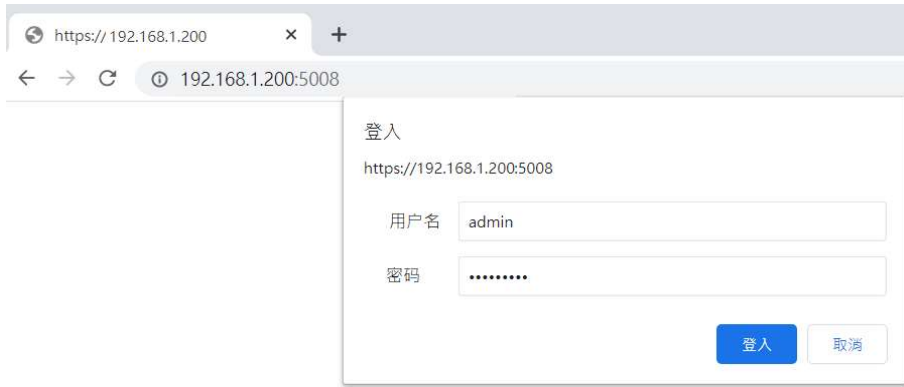 https://192.168.1.200
192.168.1.200:5008
登入
https://192.168.1.200:5008
用户名 admin
密码 •••••••••
登入 取消